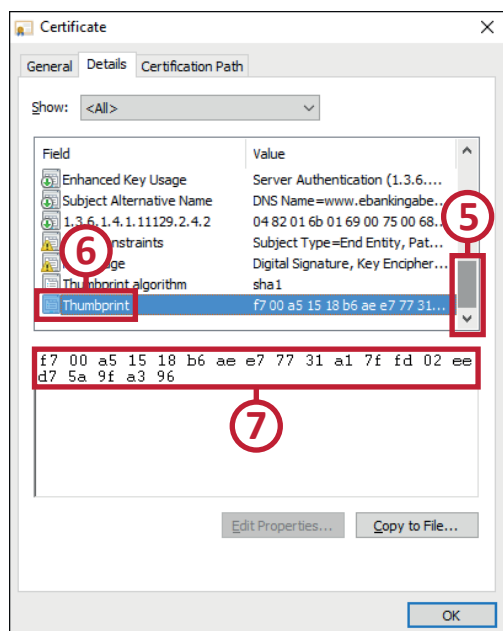 Certificate
General Details Certification Path
Show: <All>
Field Value
Enhanced Key Usage Server Authentication (1.3.6....
Subject Alternative Name DNS Name=www.ebankingabe...
1.3.6.1.4.1.11129.2.4.2 04 82 01 6b 01 69 00 75 00 68...
5
onstraints Subject Type=End Entity, Pat...
6
ge Digital Signature, Key Encipher...
Thumbprint algorithm sha1
Thumbprint f7 00 a5 15 18 b6 ae e7 77 31...
f7 00 a5 15 18 b6 ae e7 77 31 a1 7f fd 02 ee
d7 5a 9f a3 96
7
Edit Properties... Copy to File...
OK